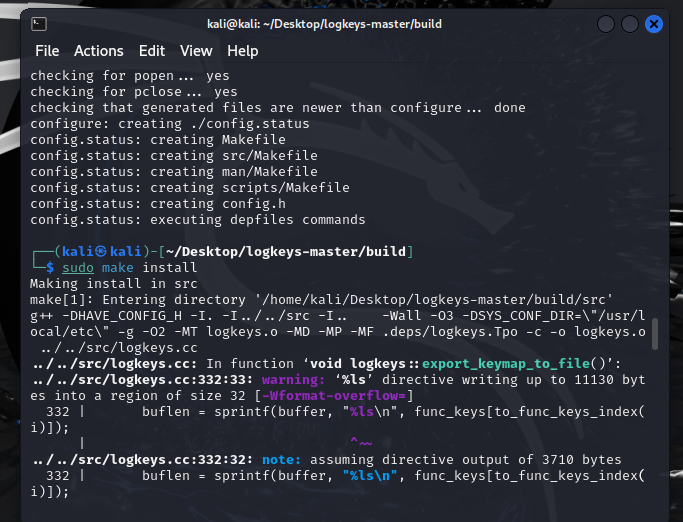 kali@kali: ~/Desktop/logkeys-master/build
File Actions Edit View Help
checking for popen... yes
checking for pclose... yes
checking that generated files are newer than configure... done
configure: creating ./config.status
config.status: creating Makefile
config.status: creating src/Makefile
config.status: creating man/Makefile
config.status: creating scripts/Makefile
config.status: creating config.h
config.status: executing depfiles commands
┌──(kali㉿kali)-[~/Desktop/logkeys-master/build]
└─$ sudo make install
Making install in src
make[1]: Entering directory '/home/kali/Desktop/logkeys-master/build/src'
g++ -DHAVE_CONFIG_H -I. -I../../src -I..    -Wall -O3 -DSYS_CONF_DIR=\"/usr/l
ocal/etc\" -g -O2 -MT logkeys.o -MD -MP -MF .deps/logkeys.Tpo -c -o logkeys.o
 ../../src/logkeys.cc
../../src/logkeys.cc: In function ‘void logkeys::export_keymap_to_file()’:
../../src/logkeys.cc:332:33: warning: ‘%ls’ directive writing up to 11130 byt
es into a region of size 32 [-Wformat-overflow=]
  332 |       buflen = sprintf(buffer, "%ls\n", func_keys[to_func_keys_index(
i)]);
      |                                 ^~~
../../src/logkeys.cc:332:32: note: assuming directive output of 3710 bytes
  332 |       buflen = sprintf(buffer, "%ls\n", func_keys[to_func_keys_index(
i)]);